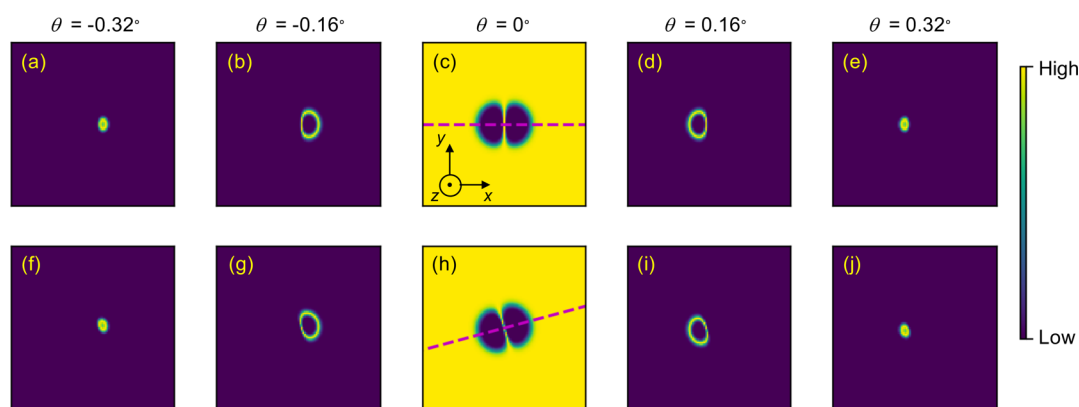 θ = -0.32° θ = -0.16° θ = 0° θ = 0.16° θ = 0.32°
(a) (b) (c) (d) (e) High
y
z x
(f) (g) (h) (i) (j)
Low